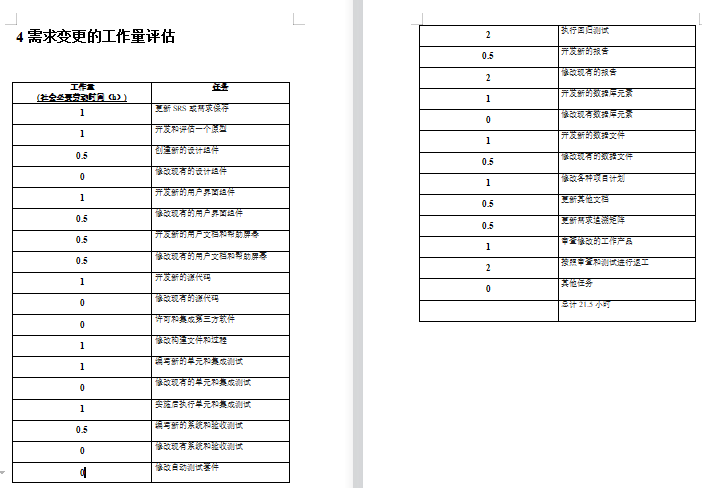 4 需求变更的工作量评估
工作量
(社会必要劳动时间（h）) 任务
1 更新 SRS 或需求保存
1 开发和评估一个原型
0.5 创建新的设计组件
0 修改现有的设计组件
1 开发新的用户界面组件
0.5 修改现有的用户界面组件
0.5 开发新的用户文档和帮助屏幕
0.5 修改现有的用户文档和帮助屏幕
1 开发新的源代码
0 修改现有的源代码
0 许可和集成第三方软件
1 修改构建文件和过程
1 编写新的单元和集成测试
0 修改现有的单元和集成测试
1 实施后执行单元和集成测试
0.5 编写新的系统和验收测试
0 修改现有系统和验收测试
0 修改自动测试套件
2 执行回归测试
0.5 开发新的报告
2 修改现有的报告
1 开发新的数据库元素
0 修改现有数据库元素
1 开发新的数据文件
0.5 修改现有的数据文件
1 修改各种项目计划
0.5 更新其他文档
0.5 更新需求追溯矩阵
1 审查修改的工作产品
2 按照审查和测试进行返工
0 其他任务
总计 21.5 小时